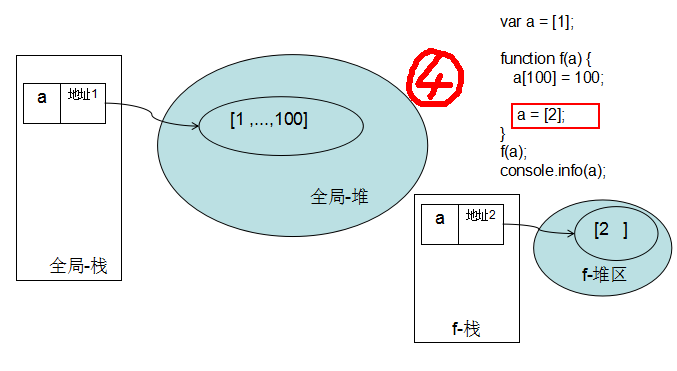 var a = [1];
function f(a) {
a[100] = 100;
a = [2];
}
f(a);
console.info(a);
④
a 地址1
[1 ,...,100]
全局-堆
全局-栈
a 地址2
[2 ]
f-堆区
f-栈